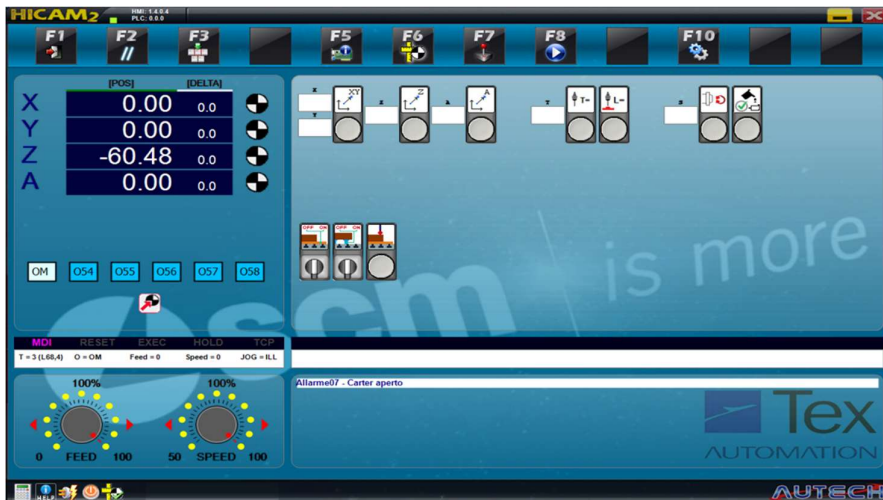 HICAM2
HMI: 1.4.0.4
PLC: 0.0.0
F1 F2 F3 F5 F6 F7 F8 F10
[POS] [DELTA]
X 0.00 0.0
Y 0.00 0.0
Z -60.48 0.0
A 0.00 0.0
X XY
Y
Z Z
A A
T T= L=
S
OFF ON OFF ON
OM O54 O55 O56 O57 O58
scm is more
MDI RESET EXEC HOLD TCP
T = 3 (L68,4) O = OM Feed = 0 Speed = 0 JOG = ILL
100% 100%
0 FEED 100 50 SPEED 100
Allarme07 - Carter aperto
Tex
AUTOMATION
HELP
AUTECH